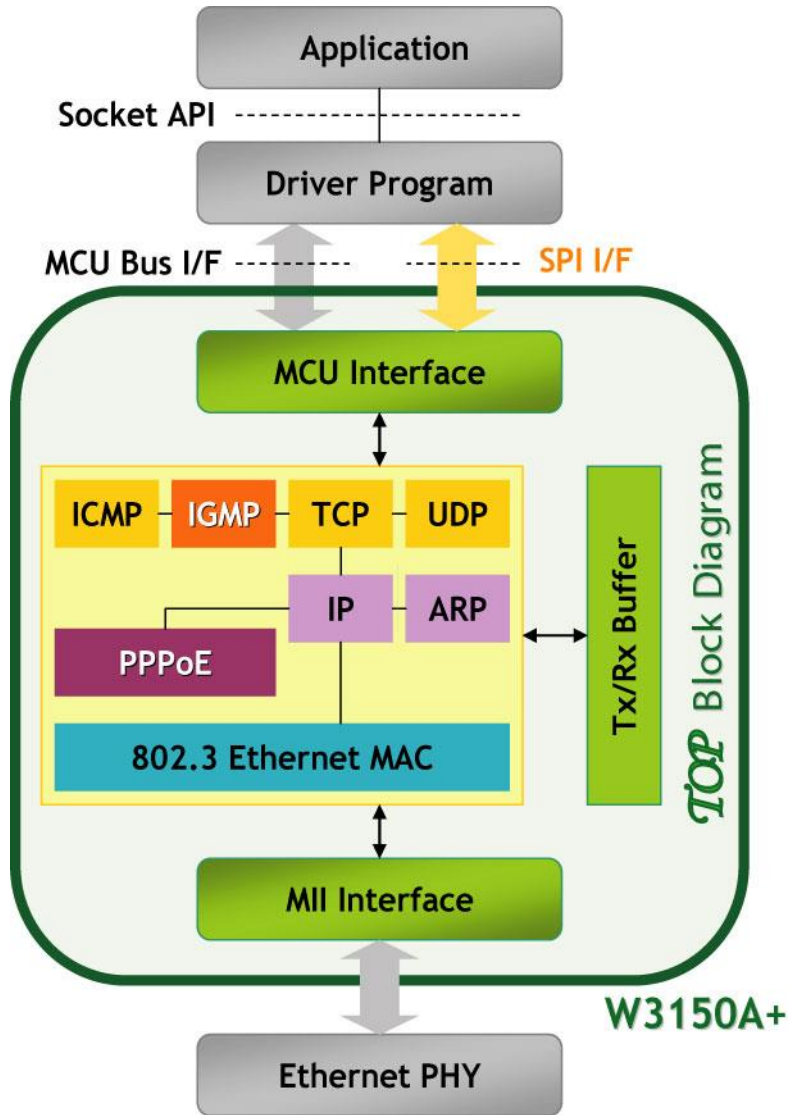 Application
Socket API
Driver Program
MCU Bus I/F
SPI I/F
MCU Interface
ICMP
IGMP
TCP
UDP
IP
ARP
PPPoE
802.3 Ethernet MAC
Tx/Rx Buffer
TOP Block Diagram
MII Interface
W3150A+
Ethernet PHY